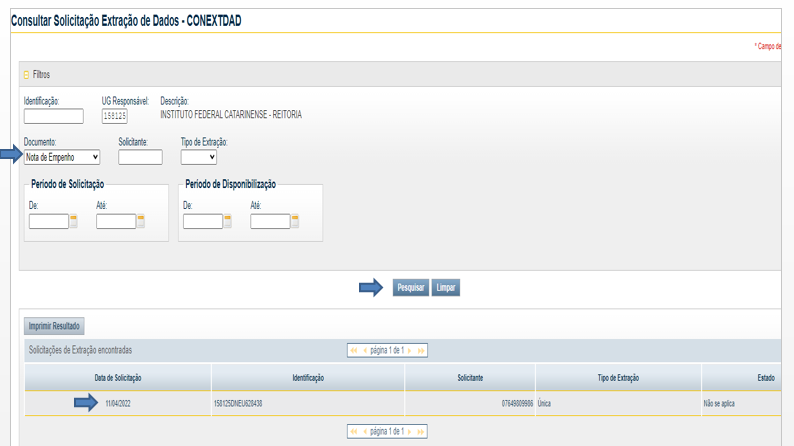 Consultar Solicitação Extração de Dados - CONEXTDAD
* Campo de
Filtros
Identificação: UG Responsável: Descrição:
158125 INSTITUTO FEDERAL CATARINENSE - REITORIA
Documento: Solicitante: Tipo de Extração:
Nota de Empenho
Período de Solicitação Período de Disponibilização
De: Até: De: Até:
Pesquisar Limpar
Imprimir Resultado
Solicitações de Extração encontradas página 1 de 1
Data de Solicitação Identificação Solicitante Tipo de Extração Estado
11/04/2022 158125DNEU628438 07649809986 Única Não se aplica
página 1 de 1